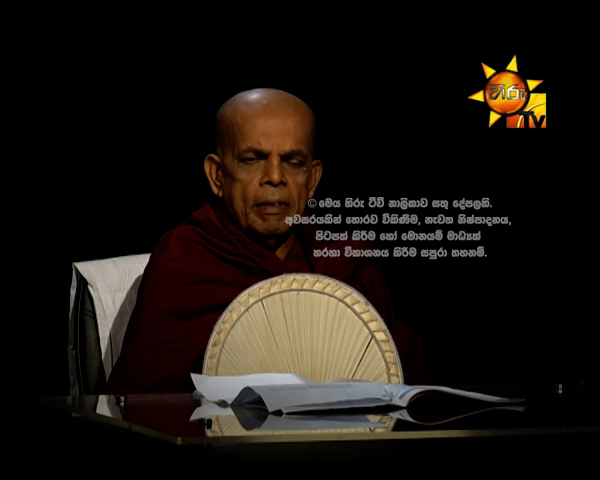 හිරු
TV
© මෙය හිරු ටීවී නාලිකාව සතු දේපලකි.
අවසරයකින් තොරව විකිණීම, නැවත නිෂ්පාදනය,
පිටපත් කිරීම හෝ මොනයම් මාධ්‍යක්
හරහා විකාශනය කිරීම සපුරා තහනම්.